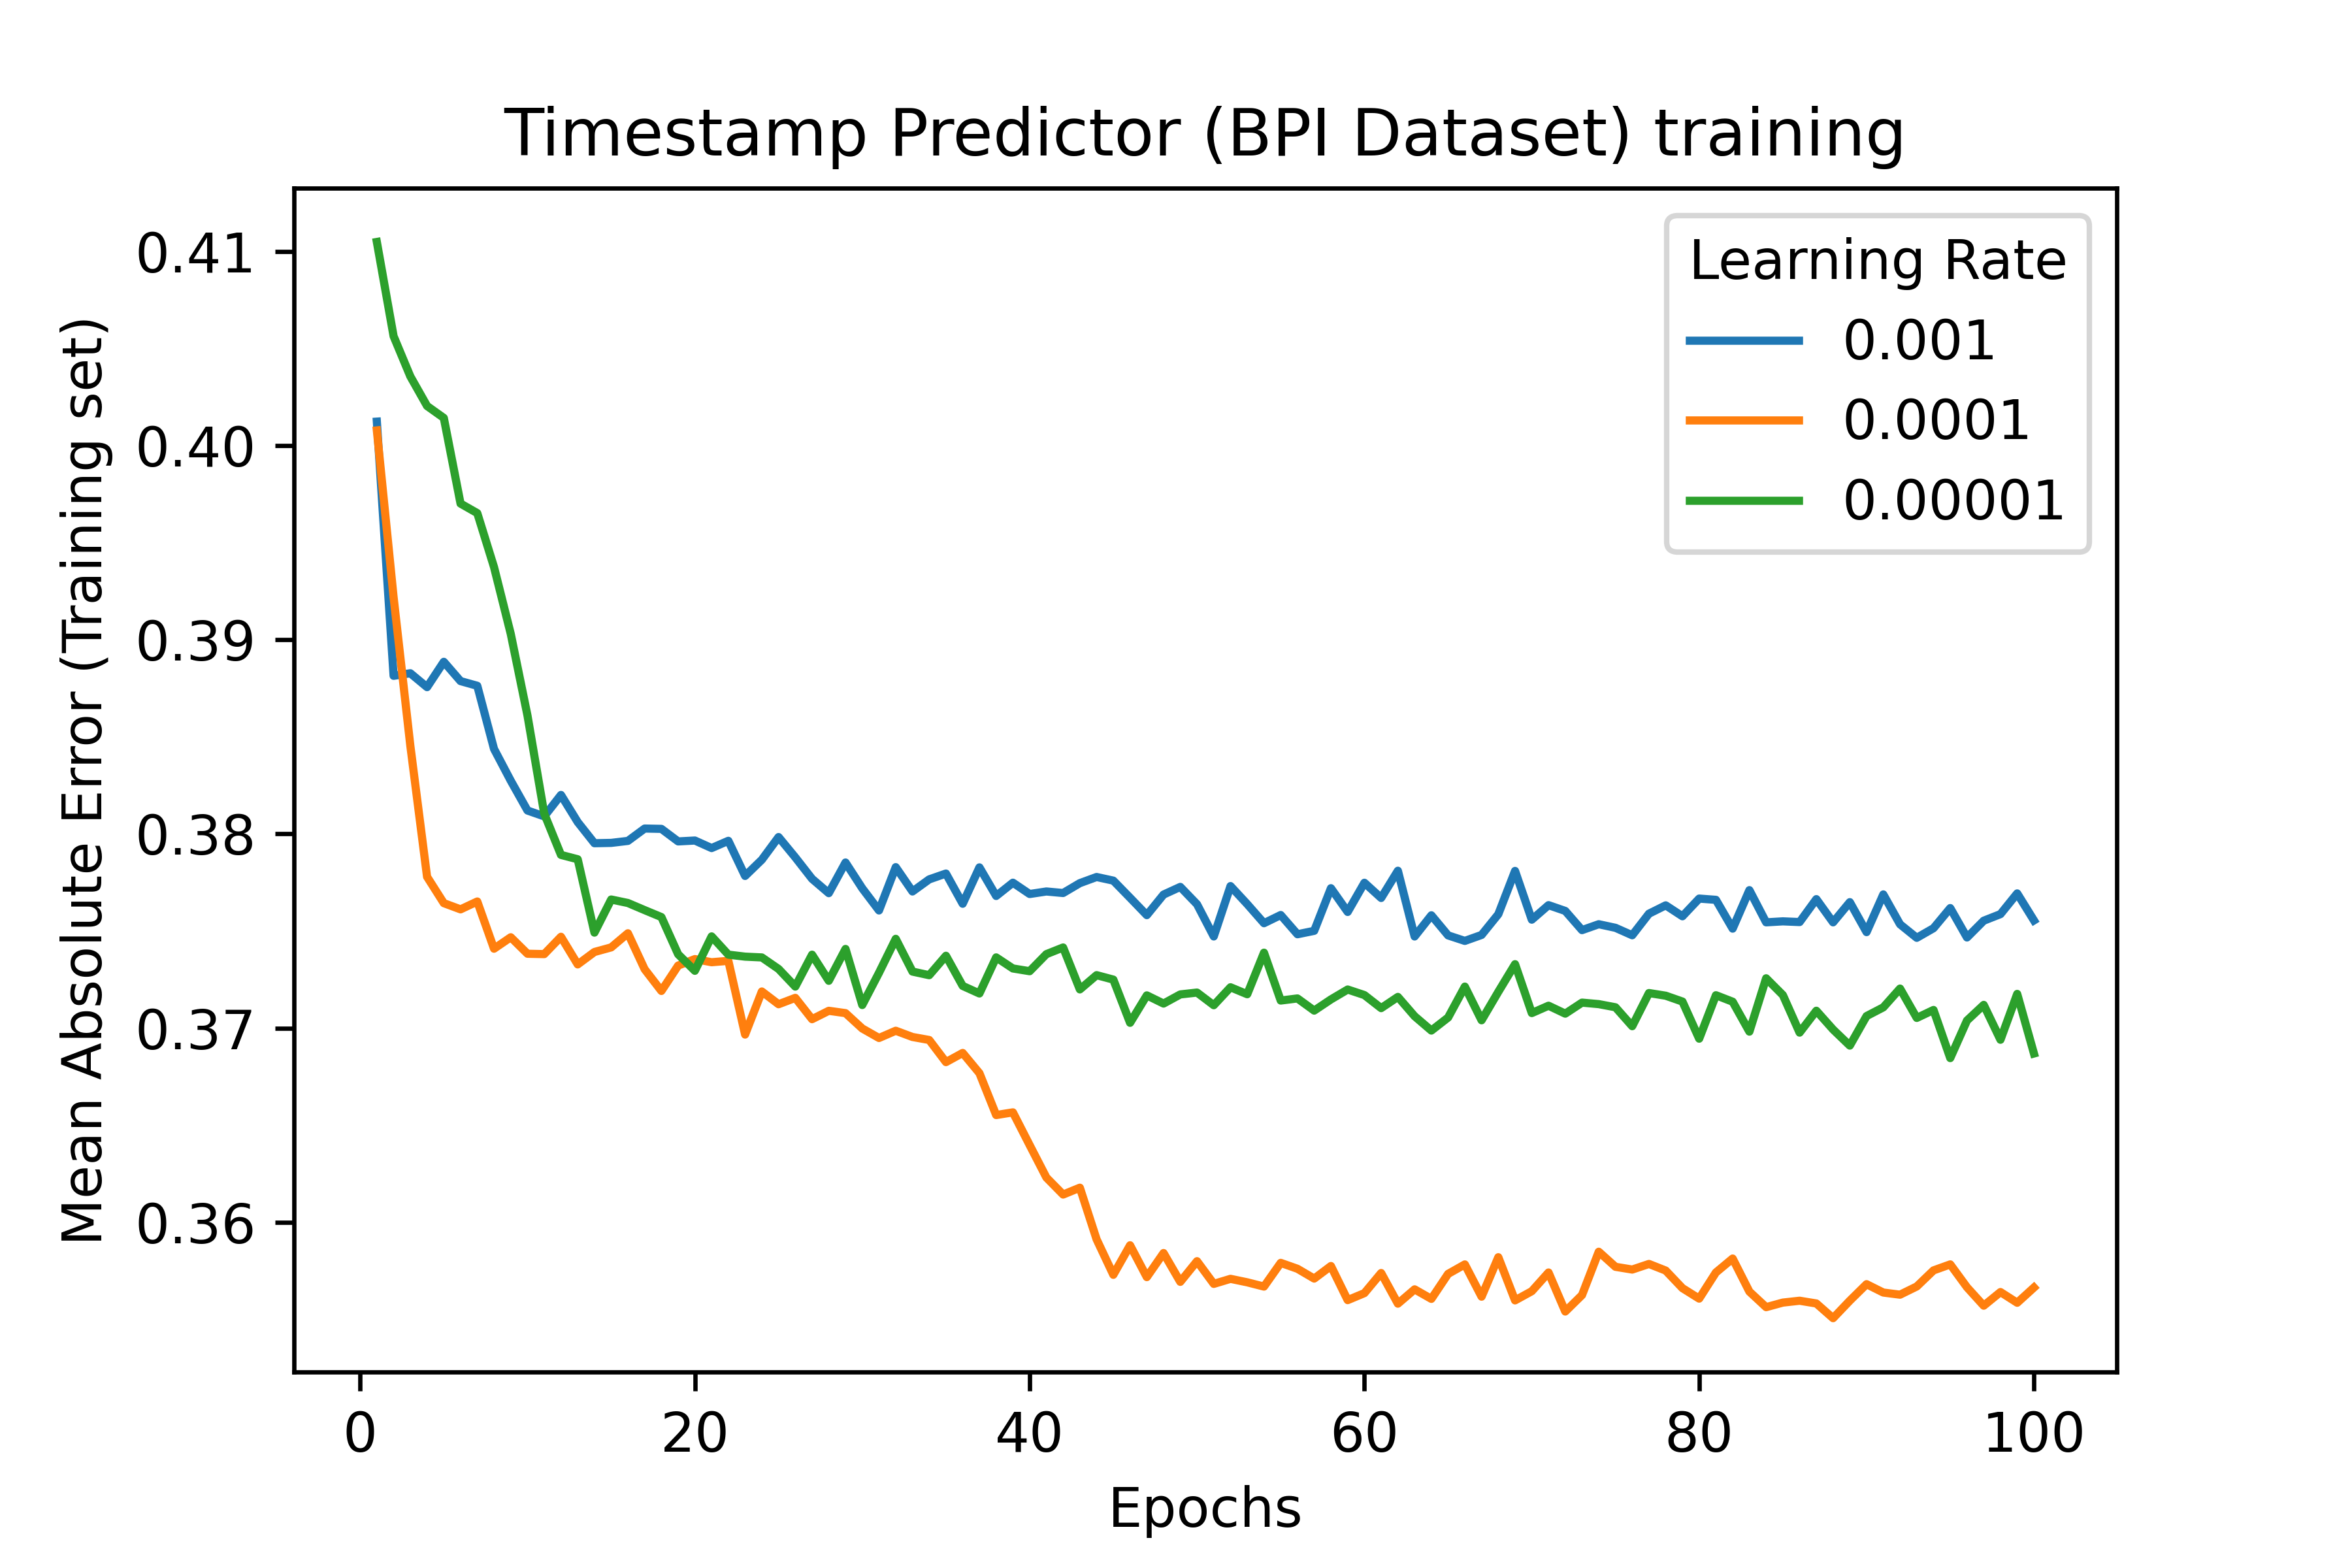 Timestamp Predictor (BPI Dataset) training
Mean Absolute Error (Training set)
0.41
0.40
0.39
0.38
0.37
0.36
Learning Rate
0.001
0.0001
0.00001
0 20 40 60 80 100
Epochs